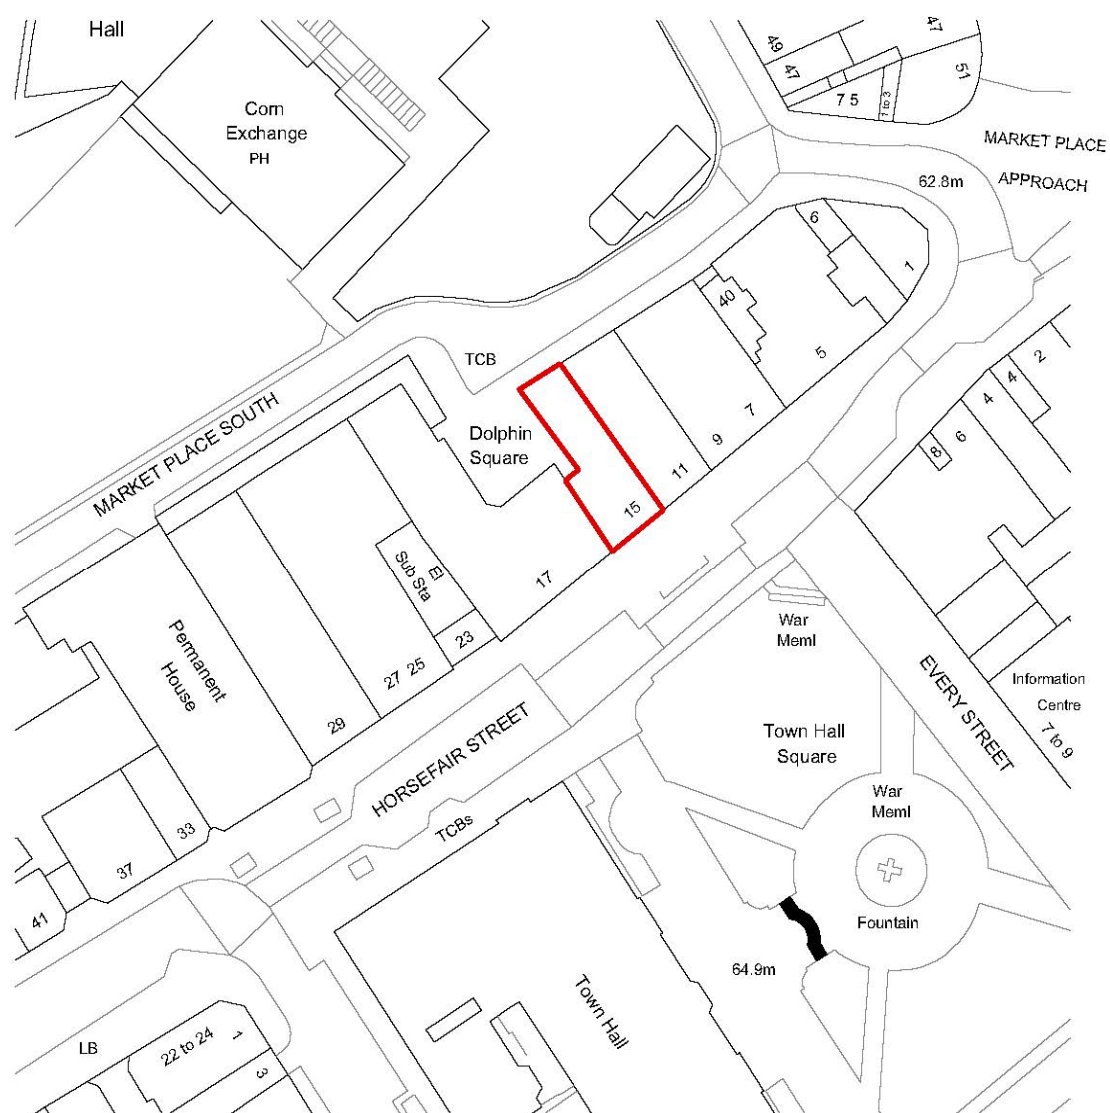 Hall
47
49
47
51
7 5
1 to 3
Corn
Exchange
PH
MARKET PLACE
APPROACH
62.8m
6
1
40
5
TCB
2
4
4
6
8
7
9
11
15
MARKET PLACE SOUTH
Dolphin
Square
El
Sub Sta
17
23
27 25
29
Permanent
House
War
Meml
EVERY STREET
Information
Centre
7 to 9
Town Hall
Square
HORSEFAIR STREET
War
Meml
TCBs
33
37
41
Fountain
64.9m
Town Hall
LB
22 to 24
1
3